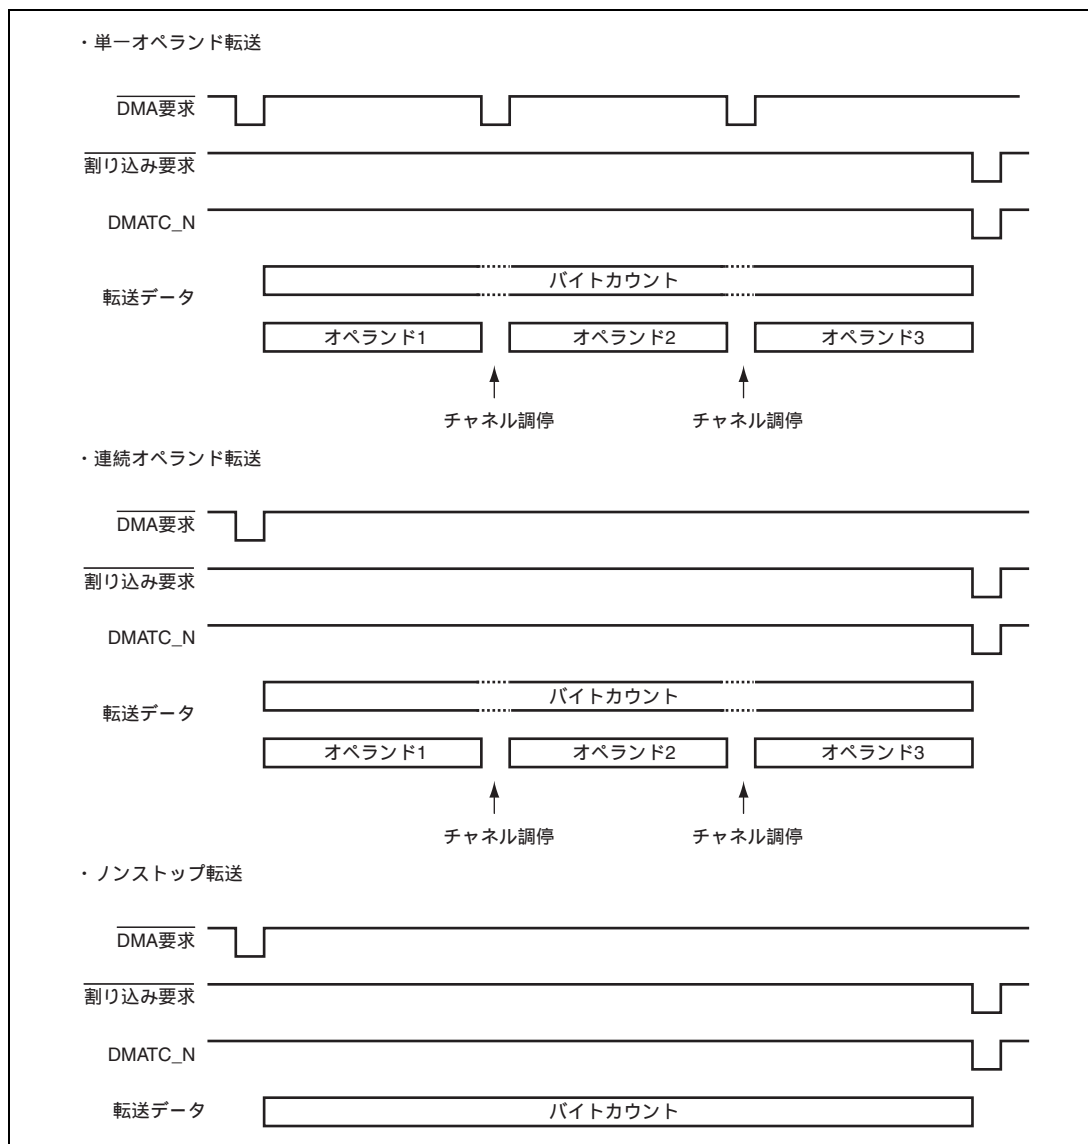 ・単一オペランド転送
DMA要求
割り込み要求
DMATC_N
転送データ
バイトカウント
オペランド1 オペランド2 オペランド3
チャネル調停 チャネル調停
・連続オペランド転送
DMA要求
割り込み要求
DMATC_N
転送データ
バイトカウント
オペランド1 オペランド2 オペランド3
チャネル調停 チャネル調停
・ノンストップ転送
DMA要求
割り込み要求
DMATC_N
転送データ バイトカウント